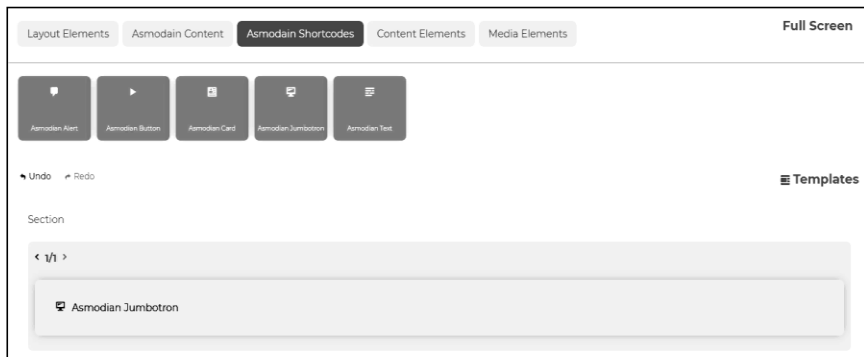 Layout Elements Asmodain Content Asmodain Shortcodes Content Elements Media Elements Full Screen
Asmodian Alert Asmodian Button Asmodian Card Asmodian Jumbotron Asmodian Text
Undo Redo Templates
Section
< 1/1 >
Asmodian Jumbotron